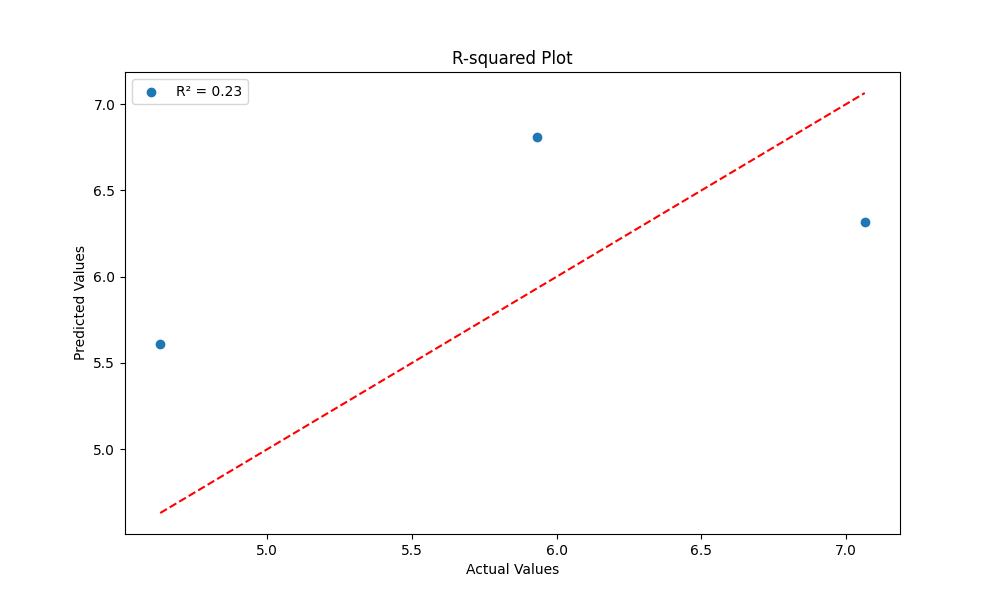 R-squared Plot
R² = 0.23
7.0
6.5
6.0
5.5
5.0
Predicted Values
5.0 5.5 6.0 6.5 7.0
Actual Values